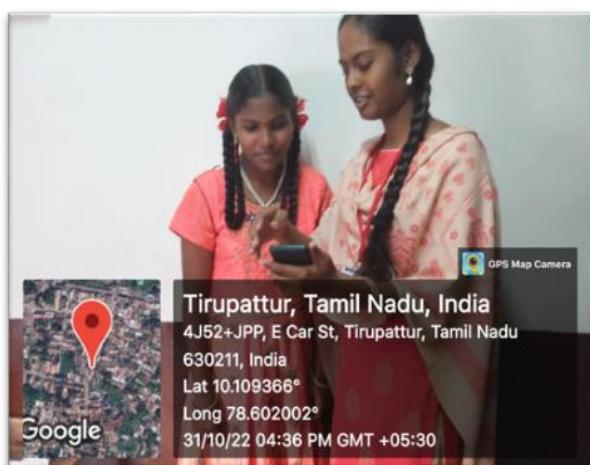 GPS Map Camera
Tirupattur, Tamil Nadu, India
4J52+JPP, E Car St, Tirupattur, Tamil Nadu
630211, India
Lat 10.109366°
Long 78.602002°
31/10/22 04:36 PM GMT +05:30
Google